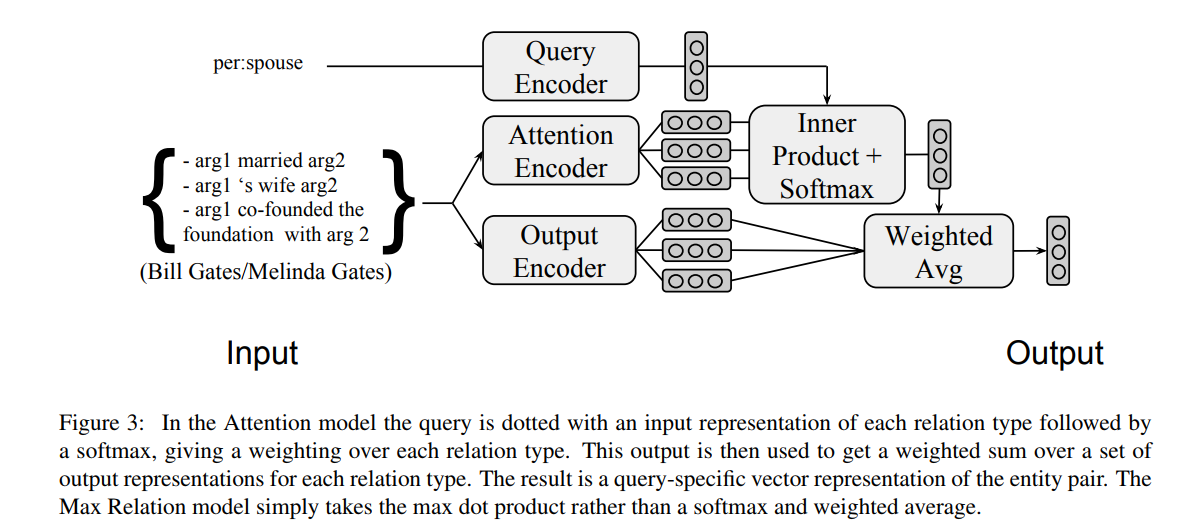 per:spouse
Query
Encoder
Attention
Encoder
Inner
Product +
Softmax
- arg1 married arg2
- arg1 ‘s wife arg2
- arg1 co-founded the
foundation with arg 2
(Bill Gates/Melinda Gates)
Output
Encoder
Weighted
Avg
Input
Output
Figure 3: In the Attention model the query is dotted with an input representation of each relation type followed by
a softmax, giving a weighting over each relation type. This output is then used to get a weighted sum over a set of
output representations for each relation type. The result is a query-specific vector representation of the entity pair. The
Max Relation model simply takes the max dot product rather than a softmax and weighted average.